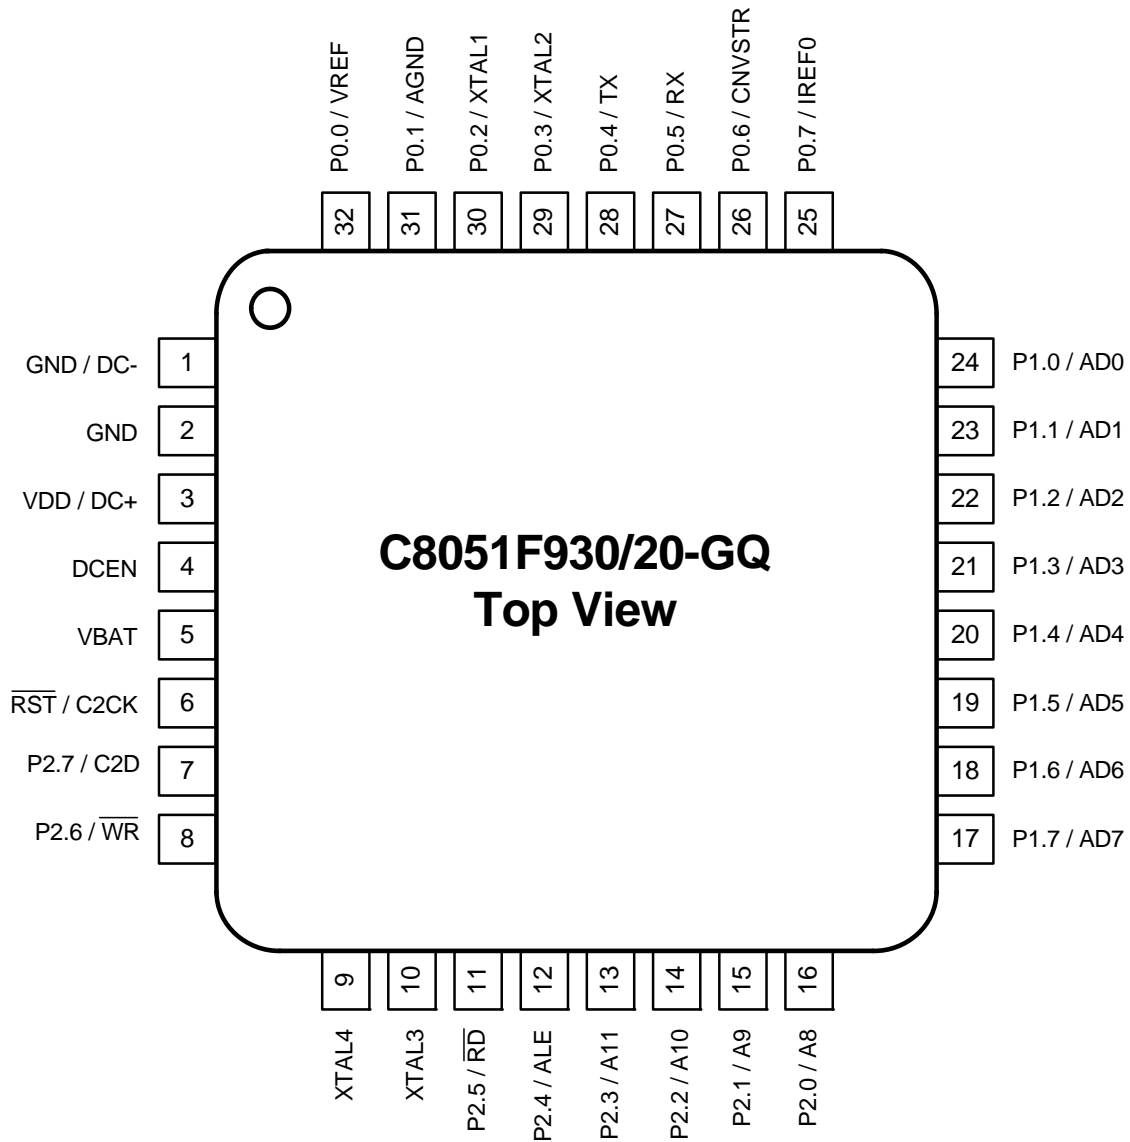 P0.0 / VREF
P0.1 / AGND
P0.2 / XTAL1
P0.3 / XTAL2
P0.4 / TX
P0.5 / RX
P0.6 / CNVSTR
P0.7 / IREF0
32
31
30
29
28
27
26
25
GND / DC-
1
GND
2
VDD / DC+
3
DCEN
4
VBAT
5
R̅S̅T̅ / C2CK
6
P2.7 / C2D
7
P2.6 / W̅R̅
8
C8051F930/20-GQ
Top View
24
P1.0 / AD0
23
P1.1 / AD1
22
P1.2 / AD2
21
P1.3 / AD3
20
P1.4 / AD4
19
P1.5 / AD5
18
P1.6 / AD6
17
P1.7 / AD7
9
10
11
12
13
14
15
16
XTAL4
XTAL3
P2.5 / R̅D̅
P2.4 / ALE
P2.3 / A11
P2.2 / A10
P2.1 / A9
P2.0 / A8